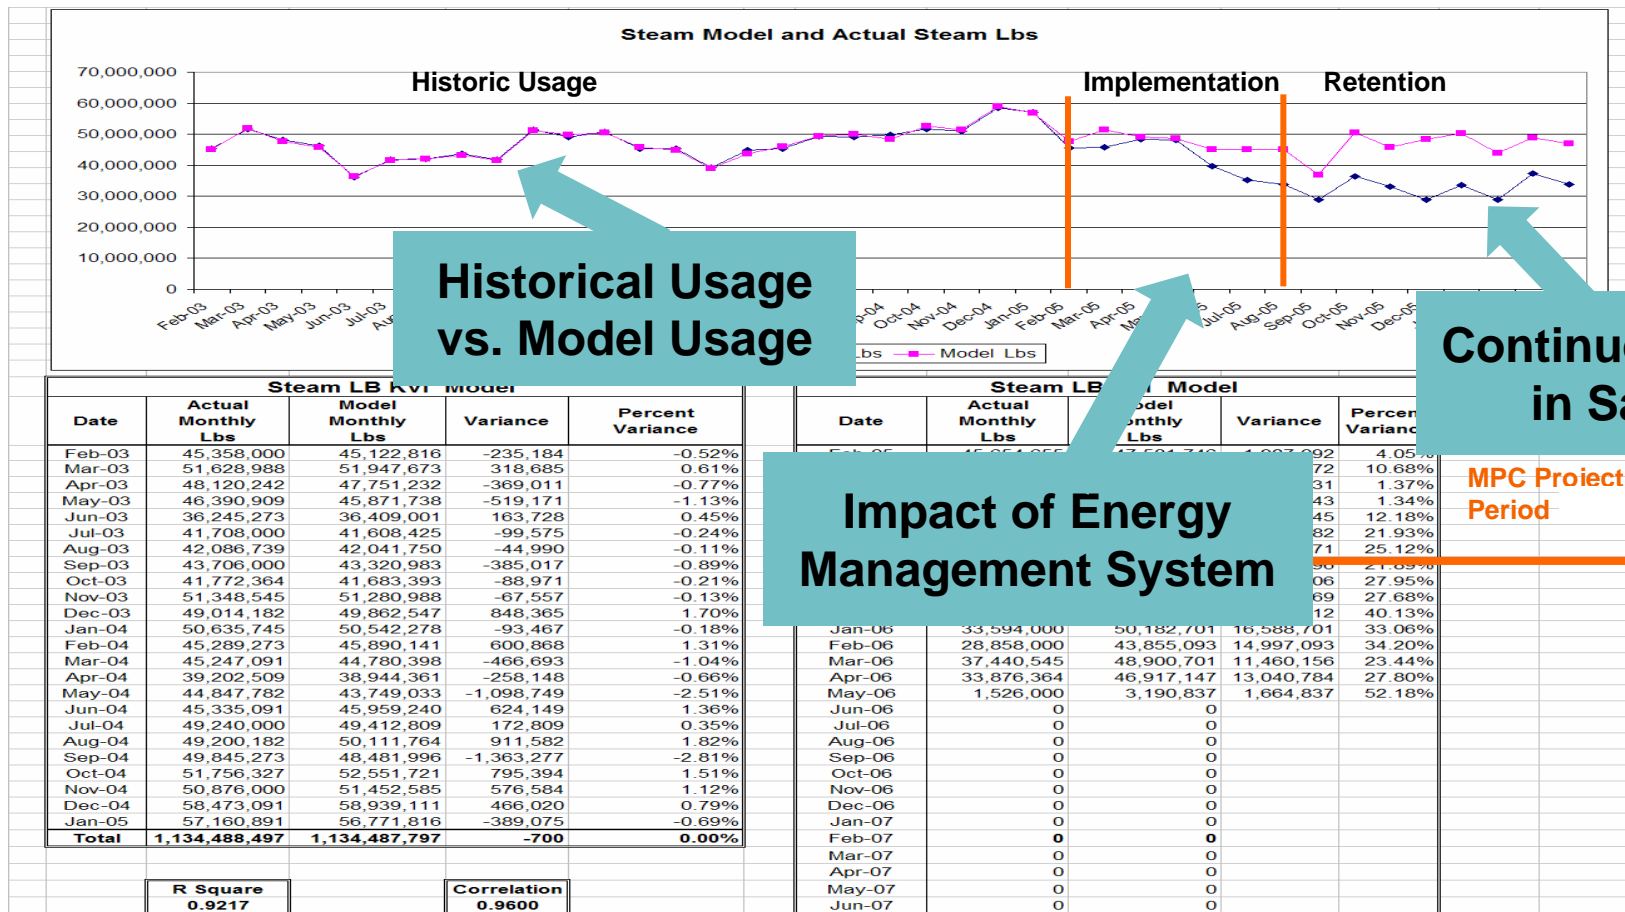 Steam Model and Actual Steam Lbs
Historic Usage Implementation Retention
70,000,000
60,000,000
50,000,000
40,000,000
30,000,000
20,000,000
10,000,000
0
Feb-03 Mar-03 Apr-03 May-03 Jun-03 Jul-03 Oct-04 Nov-04 Dec-04 Jan-05 Feb-05 Mar-05 Apr-05 Jul-05 Aug-05 Sep-05 Oct-05 Nov-05
Lbs Model Lbs
Historical Usage
vs. Model Usage
Impact of Energy
Management System
in
MPC Project
Period
Model
Date Actual Monthly Lbs Model Monthly Lbs Variance Percent Variance
Feb-03 45,358,000 45,122,816 -235,184 -0.52%
Mar-03 51,628,988 51,947,673 318,685 0.61%
Apr-03 48,120,242 47,751,232 -369,011 -0.77%
May-03 46,390,909 45,871,738 -519,171 -1.13%
Jun-03 36,245,273 36,409,001 163,728 0.45%
Jul-03 41,708,000 41,608,425 -99,575 -0.24%
Aug-03 42,086,739 42,041,750 -44,990 -0.11%
Sep-03 43,706,000 43,320,983 -385,017 -0.89%
Oct-03 41,772,364 41,683,393 -88,971 -0.21%
Nov-03 51,348,545 51,280,988 -67,557 -0.13%
Dec-03 49,014,182 49,862,547 848,365 1.70%
Jan-04 50,635,745 50,542,278 -93,467 -0.18%
Feb-04 45,289,273 45,890,141 600,868 1.31%
Mar-04 45,247,091 44,780,398 -466,693 -1.04%
Apr-04 39,202,509 38,944,361 -258,148 -0.66%
May-04 44,847,782 43,749,033 -1,098,749 -2.51%
Jun-04 45,335,091 45,959,240 624,149 1.36%
Jul-04 49,240,000 49,412,809 172,809 0.35%
Aug-04 49,200,182 50,111,764 911,582 1.82%
Sep-04 49,845,273 48,481,996 -1,363,277 -2.81%
Oct-04 51,756,327 52,551,721 795,394 1.51%
Nov-04 50,876,000 51,452,585 576,584 1.12%
Dec-04 58,473,091 58,939,111 466,020 0.79%
Jan-05 57,160,891 56,771,816 -389,075 -0.69%
Total 1,134,488,497 1,134,487,797 -700 0.00%
R Square Correlation
0.9217 0.9600
Steam Model
Date Actual Monthly Lbs Monthly Lbs Variance
4.05%
72 10.68%
31 1.37%
43 1.34%
45 12.18%
82 21.93%
71 25.12%
06 27.95%
69 27.68%
12 40.13%
Jan-06 33,594,000 50,182,701 16,588,701 33.06%
Feb-06 28,858,000 43,855,093 14,997,093 34.20%
Mar-06 37,440,545 48,900,701 11,460,156 23.44%
Apr-06 33,876,364 46,917,147 13,040,784 27.80%
May-06 1,526,000 3,190,837 1,664,837 52.18%
Jun-06 0 0
Jul-06 0 0
Aug-06 0 0
Sep-06 0 0
Oct-06 0 0
Nov-06 0 0
Dec-06 0 0
Jan-07 0 0
Feb-07 0 0
Mar-07 0 0
Apr-07 0 0
May-07 0 0
Jun-07 0 0